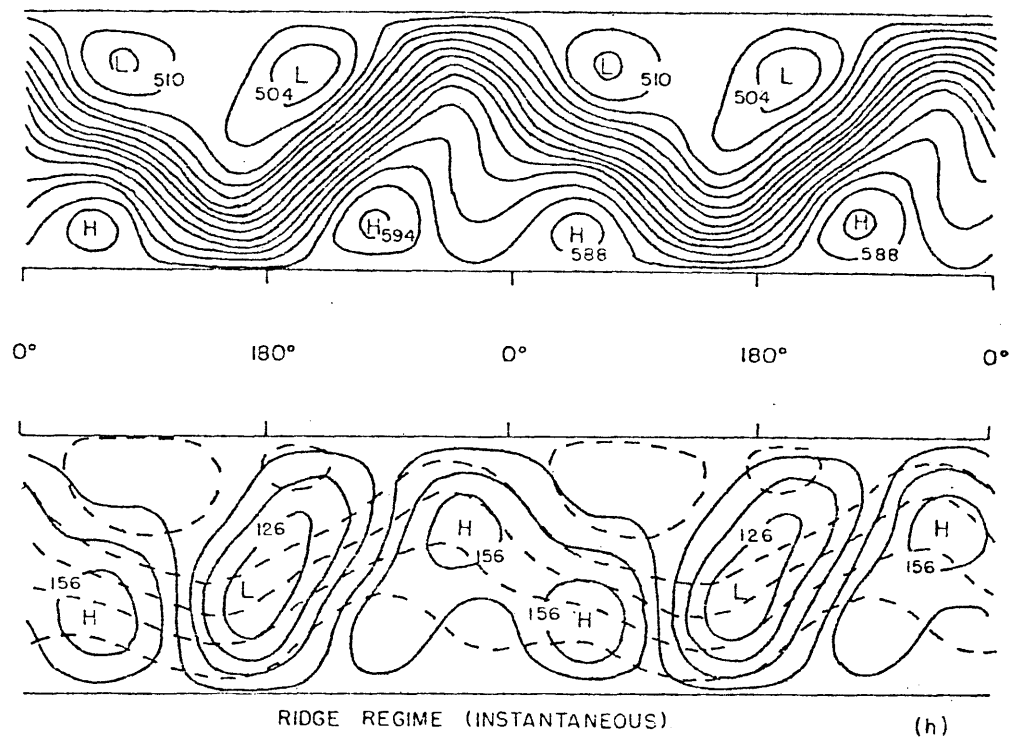 L L L L
510 510
504 504
H H H H
594
588 588
0° 180° 0° 180° 0°
126 126
H H
156 156
156 156
L L
H H
RIDGE REGIME (INSTANTANEOUS) (h)